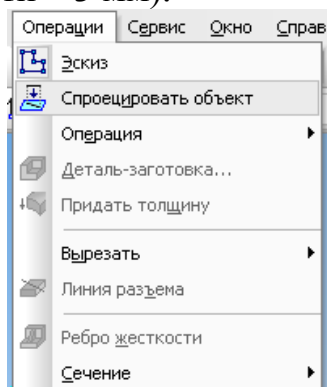 Операции Сервис Окно Справ
Эскиз
Спроецировать объект
Операция
Деталь-заготовка...
Придать толщину
Вырезать
Линия разъема
Ребро жесткости
Сечение